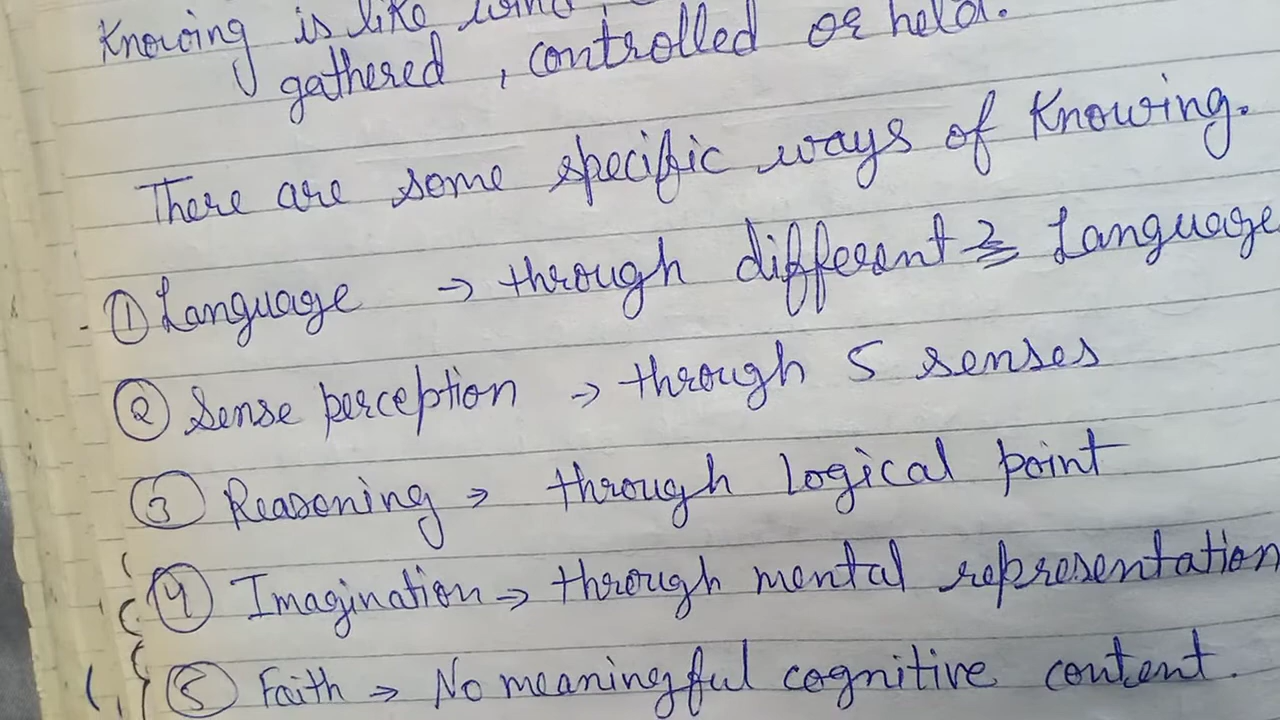 Knowing is like wind,
gathered, controlled or held.
There are some specific ways of Knowing.
① Language → through different Language
② Sense perception → through 5 senses
③ Reasoning → through logical point
④ Imagination → through mental representation
⑤ Faith → No meaningful cognitive content.